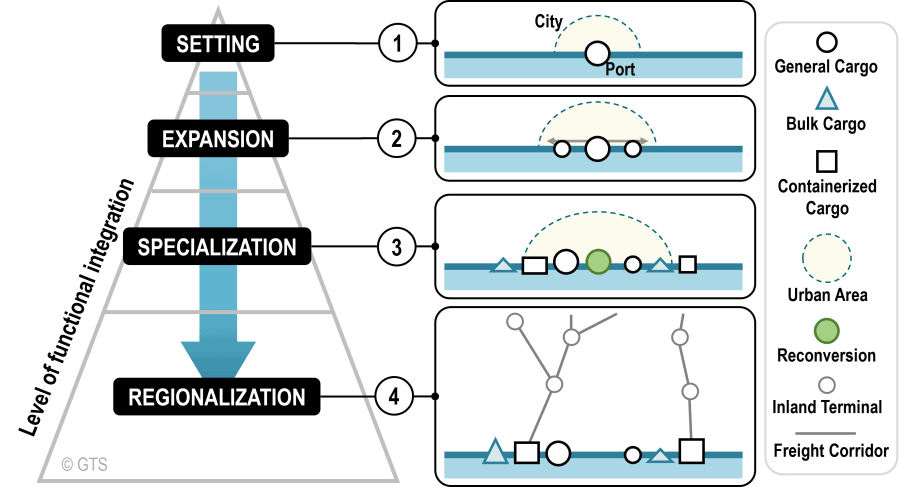 SETTING
1
City
Port
EXPANSION
2
SPECIALIZATION
3
REGIONALIZATION
4
Level of functional integration
© GTS
General Cargo
Bulk Cargo
Containerized
Cargo
Urban Area
Reconversion
Inland Terminal
Freight Corridor